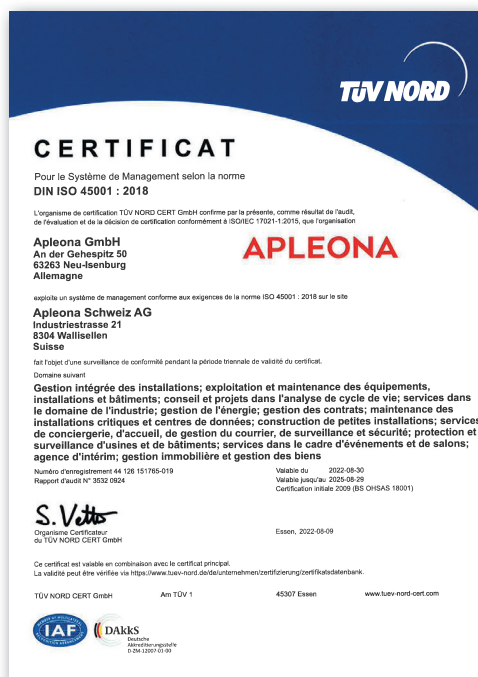 TÜV NORD
CERTIFICAT
Pour le Système de Management selon la norme
DIN ISO 45001 : 2018
L'organisme de certification TÜV NORD CERT GmbH confirme par la présente, comme résultat de l'audit,
de l'évaluation et de la décision de certification conformément à ISO/IEC 17021-1:2015, que l'organisation
Apleona GmbH
An der Gehespitz 50
63263 Neu-Isenburg
Allemagne
APLEONA
exploite un système de management conforme aux exigences de la norme ISO 45001 : 2018 sur le site
Apleona Schweiz AG
Industriestrasse 21
8304 Wallisellen
Suisse
fait l'objet d'une surveillance de conformité pendant la période triennale de validité du certificat.
Domaine suivant
Gestion intégrée des installations; exploitation et maintenance des équipements,
installations et bâtiments; conseil et projets dans l'analyse de cycle de vie; services dans
le domaine de l'industrie; gestion de l'énergie; gestion des contrats; maintenance des
installations critiques et centres de données; construction de petites installations; services
de conciergerie, d'accueil, de gestion du courrier, de surveillance et sécurité; protection et
surveillance d'usines et de bâtiments; services dans le cadre d'événements et de salons;
agence d'intérim; gestion immobilière et gestion des biens
Numéro d'enregistrement 44 126 151765-019
Rapport d'audit N° 3532 0924
Valable du 2022-08-30
Valable jusqu'au 2025-08-29
Certification initiale 2009 (BS OHSAS 18001)
S. Vetto
Organisme Certificateur
du TÜV NORD CERT GmbH
Essen, 2022-08-09
Ce certificat est valable en combinaison avec le certificat principal.
La validité peut être vérifiée via https://www.tuev-nord.de/de/unternehmen/zertifizierung/zertifikatsdatenbank.
TÜV NORD CERT GmbH Am TÜV 1 45307 Essen www.tuev-nord-cert.com
IAF
DAkkS
Deutsche
Akkreditierungsstelle
D-ZM-12007-01-00